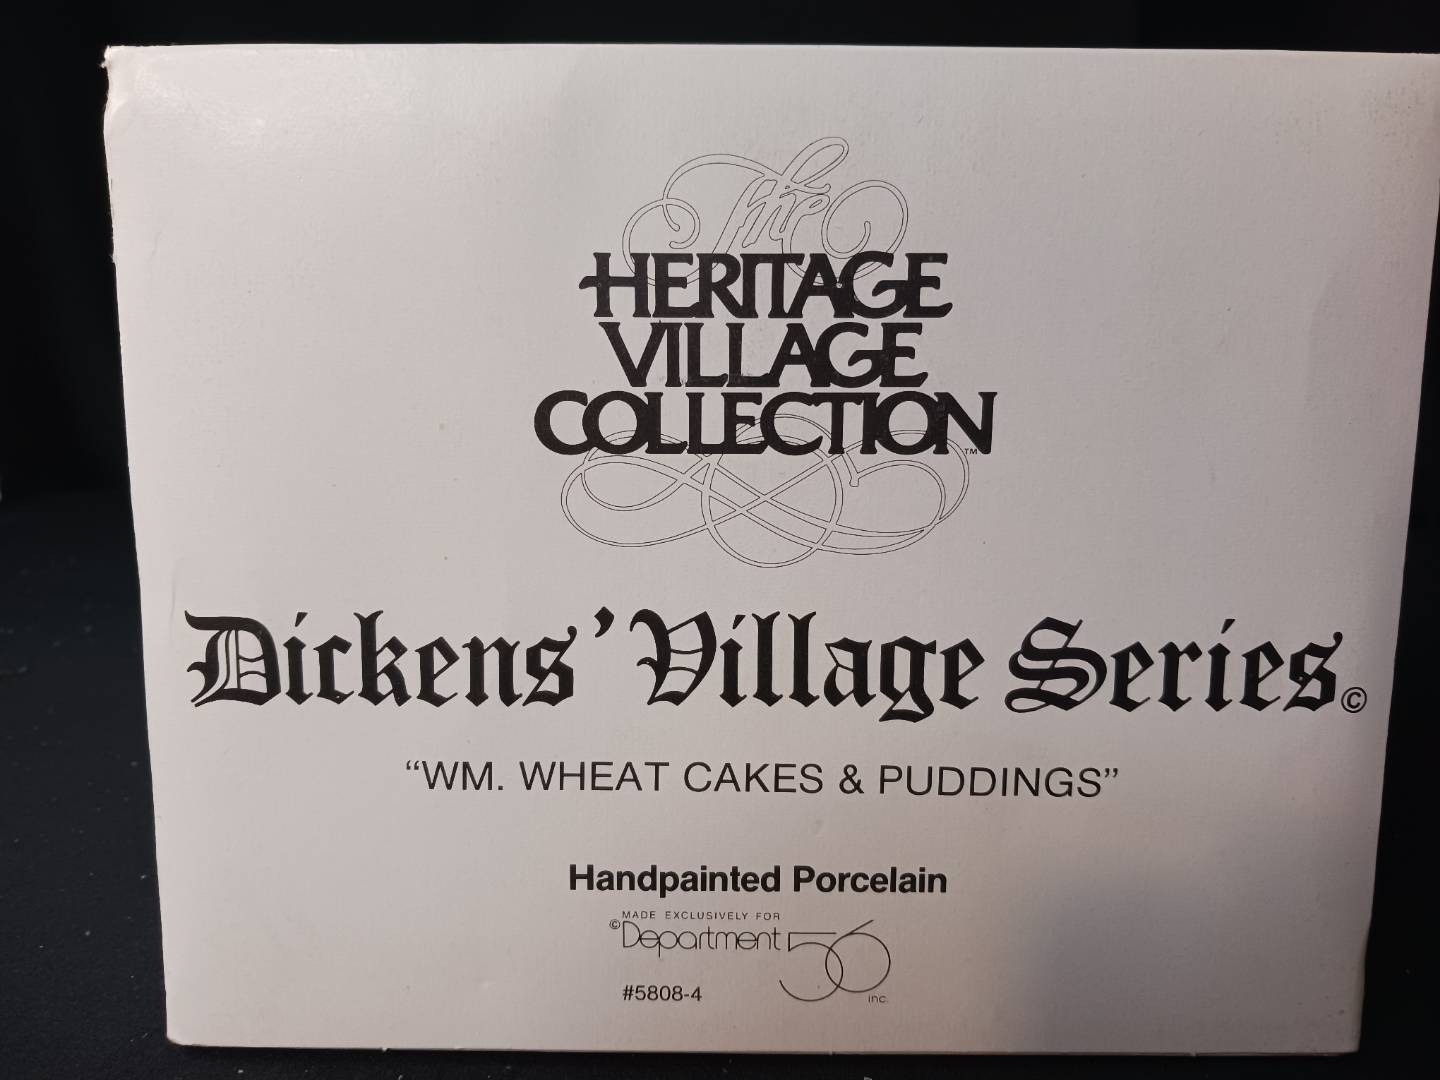 The
HERITAGE
VILLAGE
COLLECTION™
Dickens' Village Series©
“WM. WHEAT CAKES & PUDDINGS”
Handpainted Porcelain
MADE EXCLUSIVELY FOR
©Department 56 inc.
#5808-4